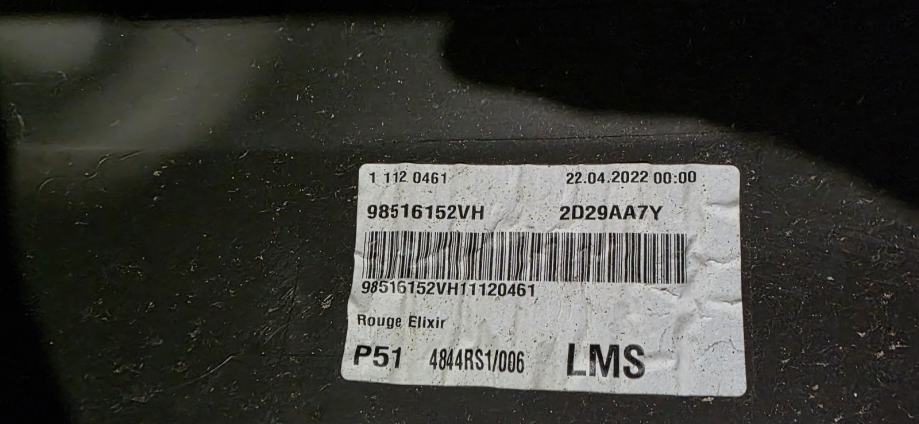 1 112 0461 22.04.2022 00:00
98516152VH 2D29AA7Y
98516152VH11120461
Rouge Elixir
P51 4844RS1/006 LMS